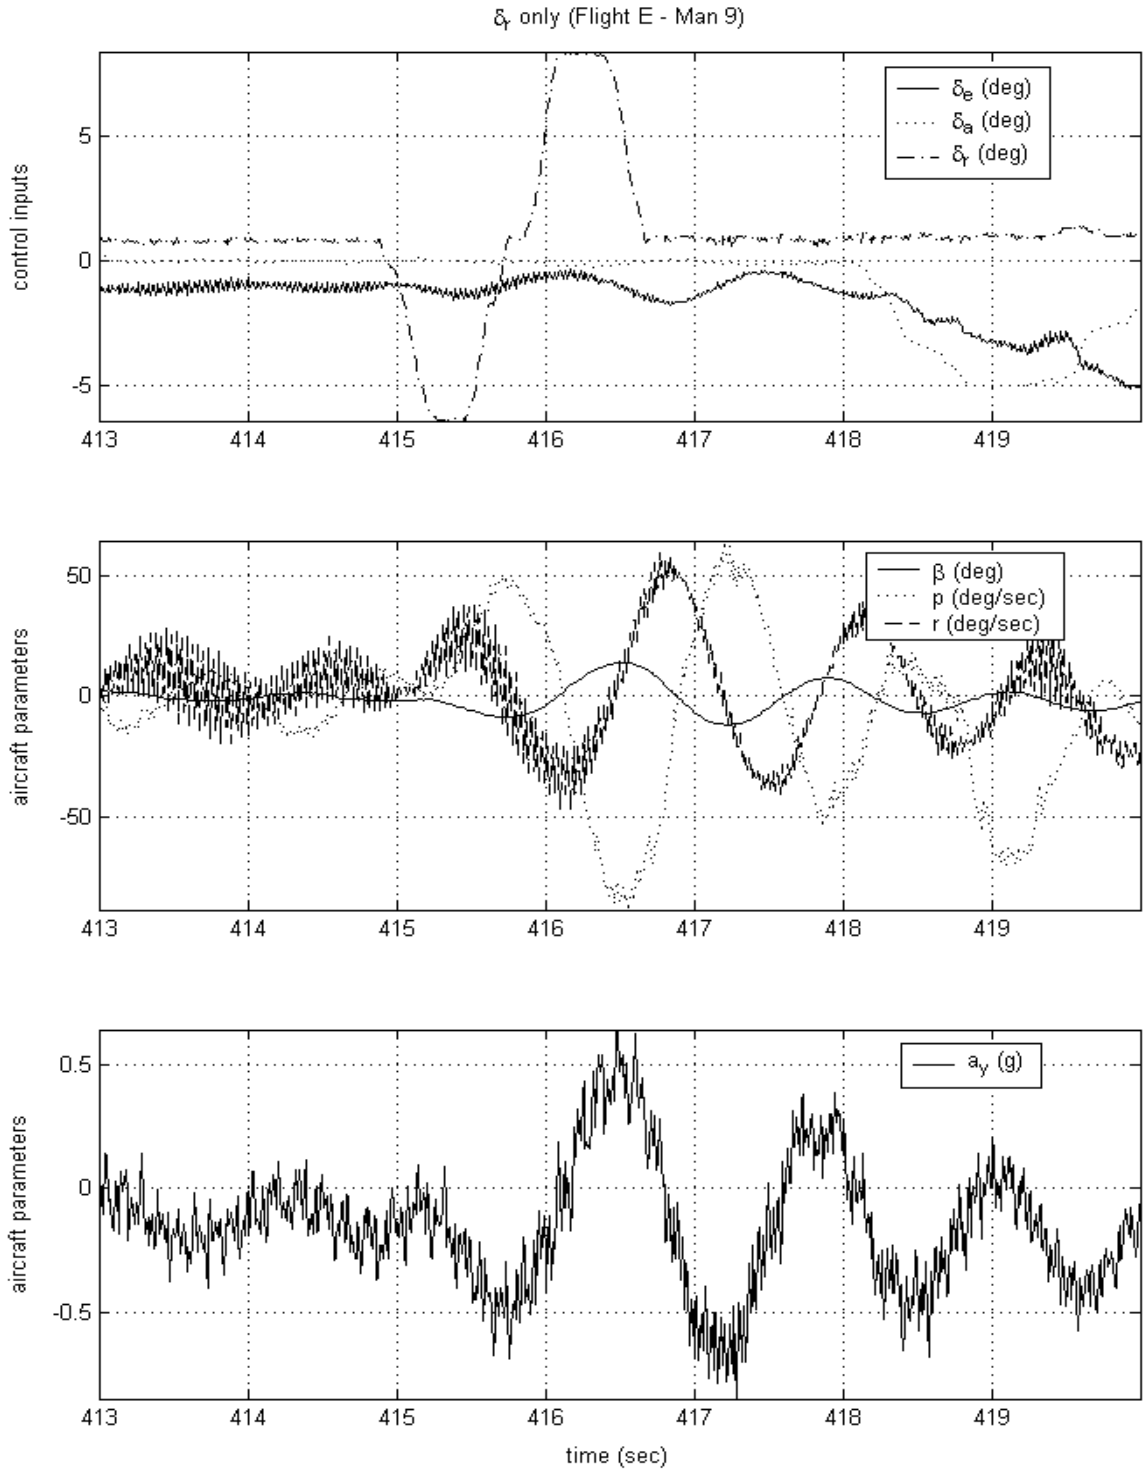 δr only (Flight E - Man 9)
δe (deg)
δa (deg)
δr (deg)
control inputs
5
0
-5
413 414 415 416 417 418 419
β (deg)
p (deg/sec)
r (deg/sec)
aircraft parameters
50
0
-50
413 414 415 416 417 418 419
ay (g)
aircraft parameters
0.5
0
-0.5
413 414 415 416 417 418 419
time (sec)